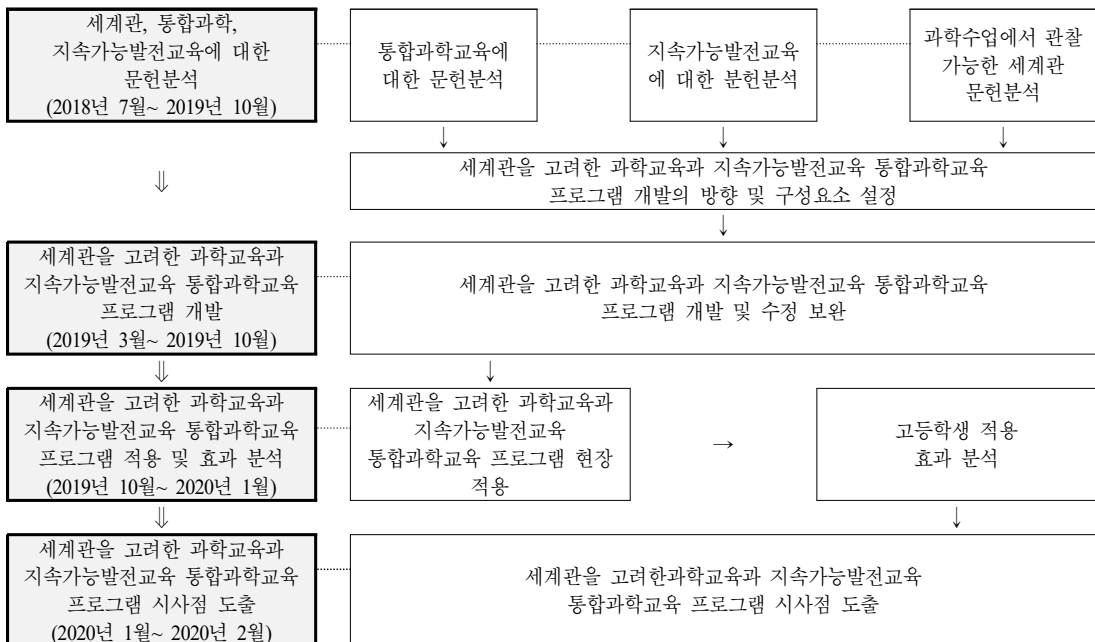 세계관, 통합과학,
지속가능발전교육에 대한
문헌분석
(2018년 7월~ 2019년 10월)
통합과학교육에
대한 문헌분석
지속가능발전교육
에 대한 분헌분석
과학수업에서 관찰
가능한 세계관
문헌분석
↓
↓
↓
⇓
세계관을 고려한 과학교육과 지속가능발전교육 통합과학교육
프로그램 개발의 방향 및 구성요소 설정
↓
세계관을 고려한 과학교육과
지속가능발전교육 통합과학교육
프로그램 개발
(2019년 3월~ 2019년 10월)
세계관을 고려한 과학교육과 지속가능발전교육 통합과학교육
프로그램 개발 및 수정 보완
⇓
↓
세계관을 고려한 과학교육과
지속가능발전교육 통합과학교육
프로그램 적용 및 효과 분석
(2019년 10월~ 2020년 1월)
세계관을 고려한 과학교육과
지속가능발전교육
통합과학교육 프로그램 현장
적용
→
고등학생 적용
효과 분석
⇓
↓
세계관을 고려한 과학교육과
지속가능발전교육 통합과학교육
프로그램 시사점 도출
(2020년 1월~ 2020년 2월)
세계관을 고려한과학교육과 지속가능발전교육
통합과학교육 프로그램 시사점 도출